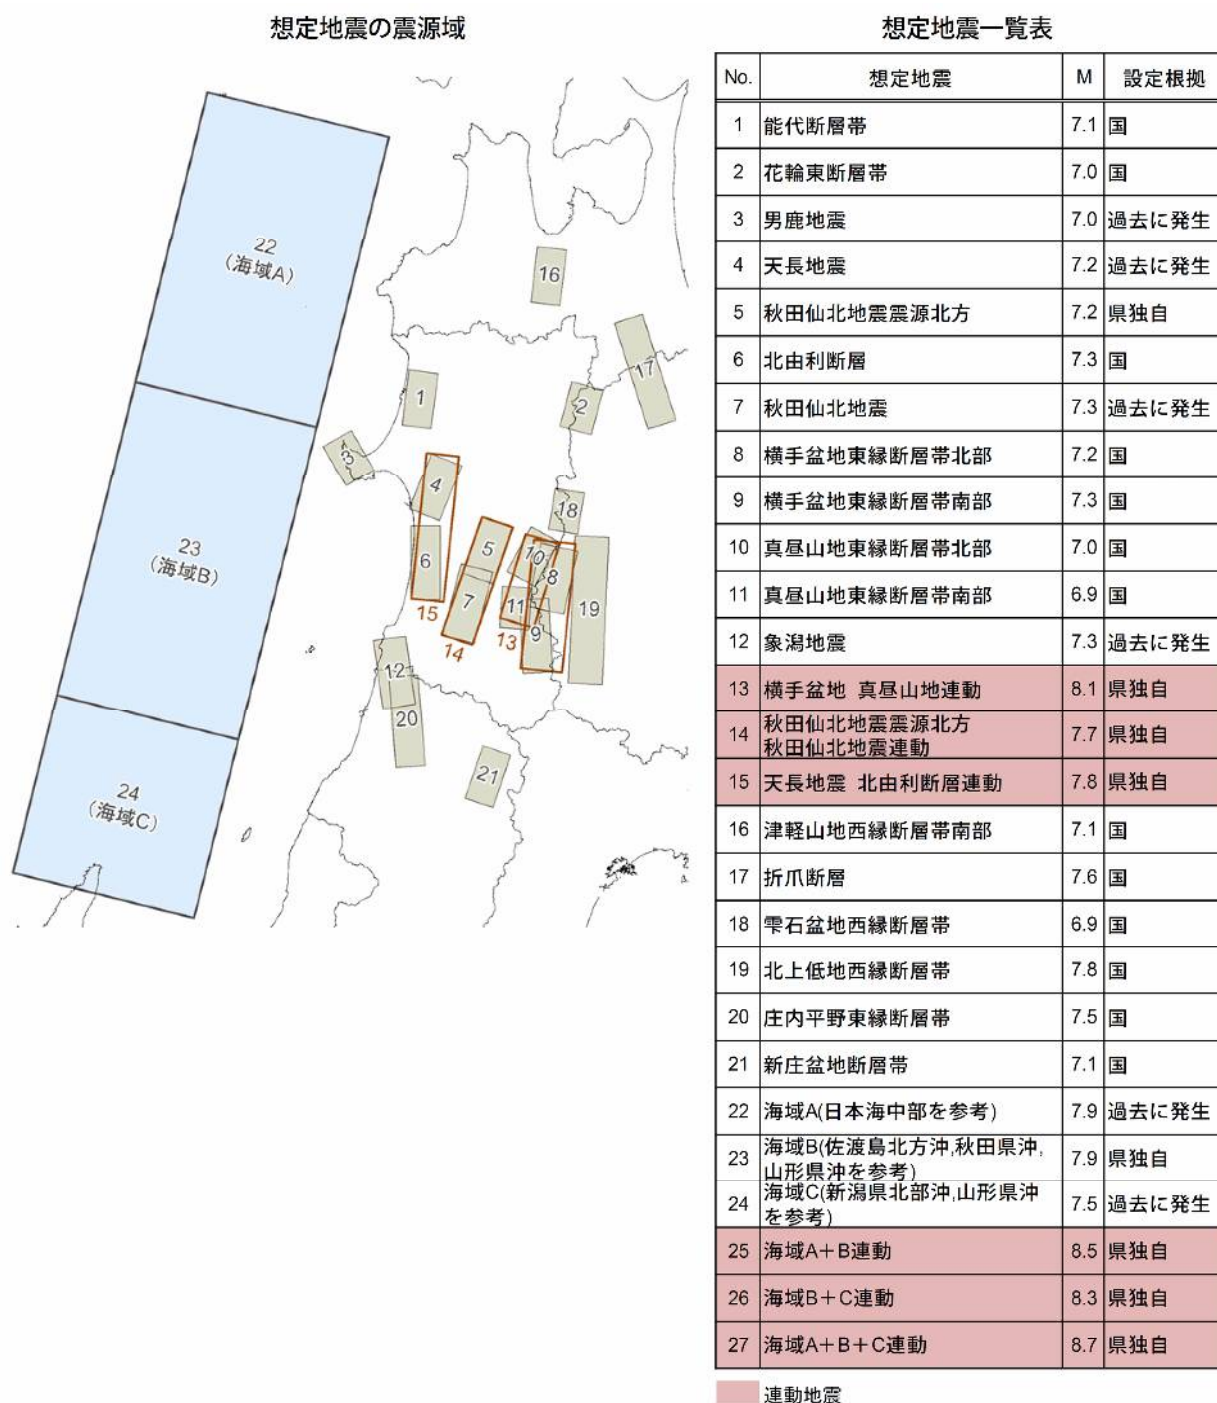 想定地震の震源域
22
(海域A)
16
17
1
2
3
4
18
23
(海域B)
5
6
10
8
7
11
19
15
13
9
14
12
20
21
24
(海域C)
想定地震一覧表
No. 想定地震 M 設定根拠
1 能代断層帯 7.1 国
2 花輪東断層帯 7.0 国
3 男鹿地震 7.0 過去に発生
4 天長地震 7.2 過去に発生
5 秋田仙北地震震源北方 7.2 県独自
6 北由利断層 7.3 国
7 秋田仙北地震 7.3 過去に発生
8 横手盆地東縁断層帯北部 7.2 国
9 横手盆地東縁断層帯南部 7.3 国
10 真昼山地東縁断層帯北部 7.0 国
11 真昼山地東縁断層帯南部 6.9 国
12 象潟地震 7.3 過去に発生
13 横手盆地 真昼山地連動 8.1 県独自
14 秋田仙北地震震源北方
秋田仙北地震連動 7.7 県独自
15 天長地震 北由利断層連動 7.8 県独自
16 津軽山地西縁断層帯南部 7.1 国
17 折爪断層 7.6 国
18 雫石盆地西縁断層帯 6.9 国
19 北上低地西縁断層帯 7.8 国
20 庄内平野東縁断層帯 7.5 国
21 新庄盆地断層帯 7.1 国
22 海域A(日本海中部を参考) 7.9 過去に発生
23 海域B(佐渡島北方沖,秋田県沖,
山形県沖を参考) 7.9 県独自
24 海域C(新潟県北部沖,山形県沖
を参考) 7.5 過去に発生
25 海域A+B連動 8.5 県独自
26 海域B+C連動 8.3 県独自
27 海域A+B+C連動 8.7 県独自
連動地震